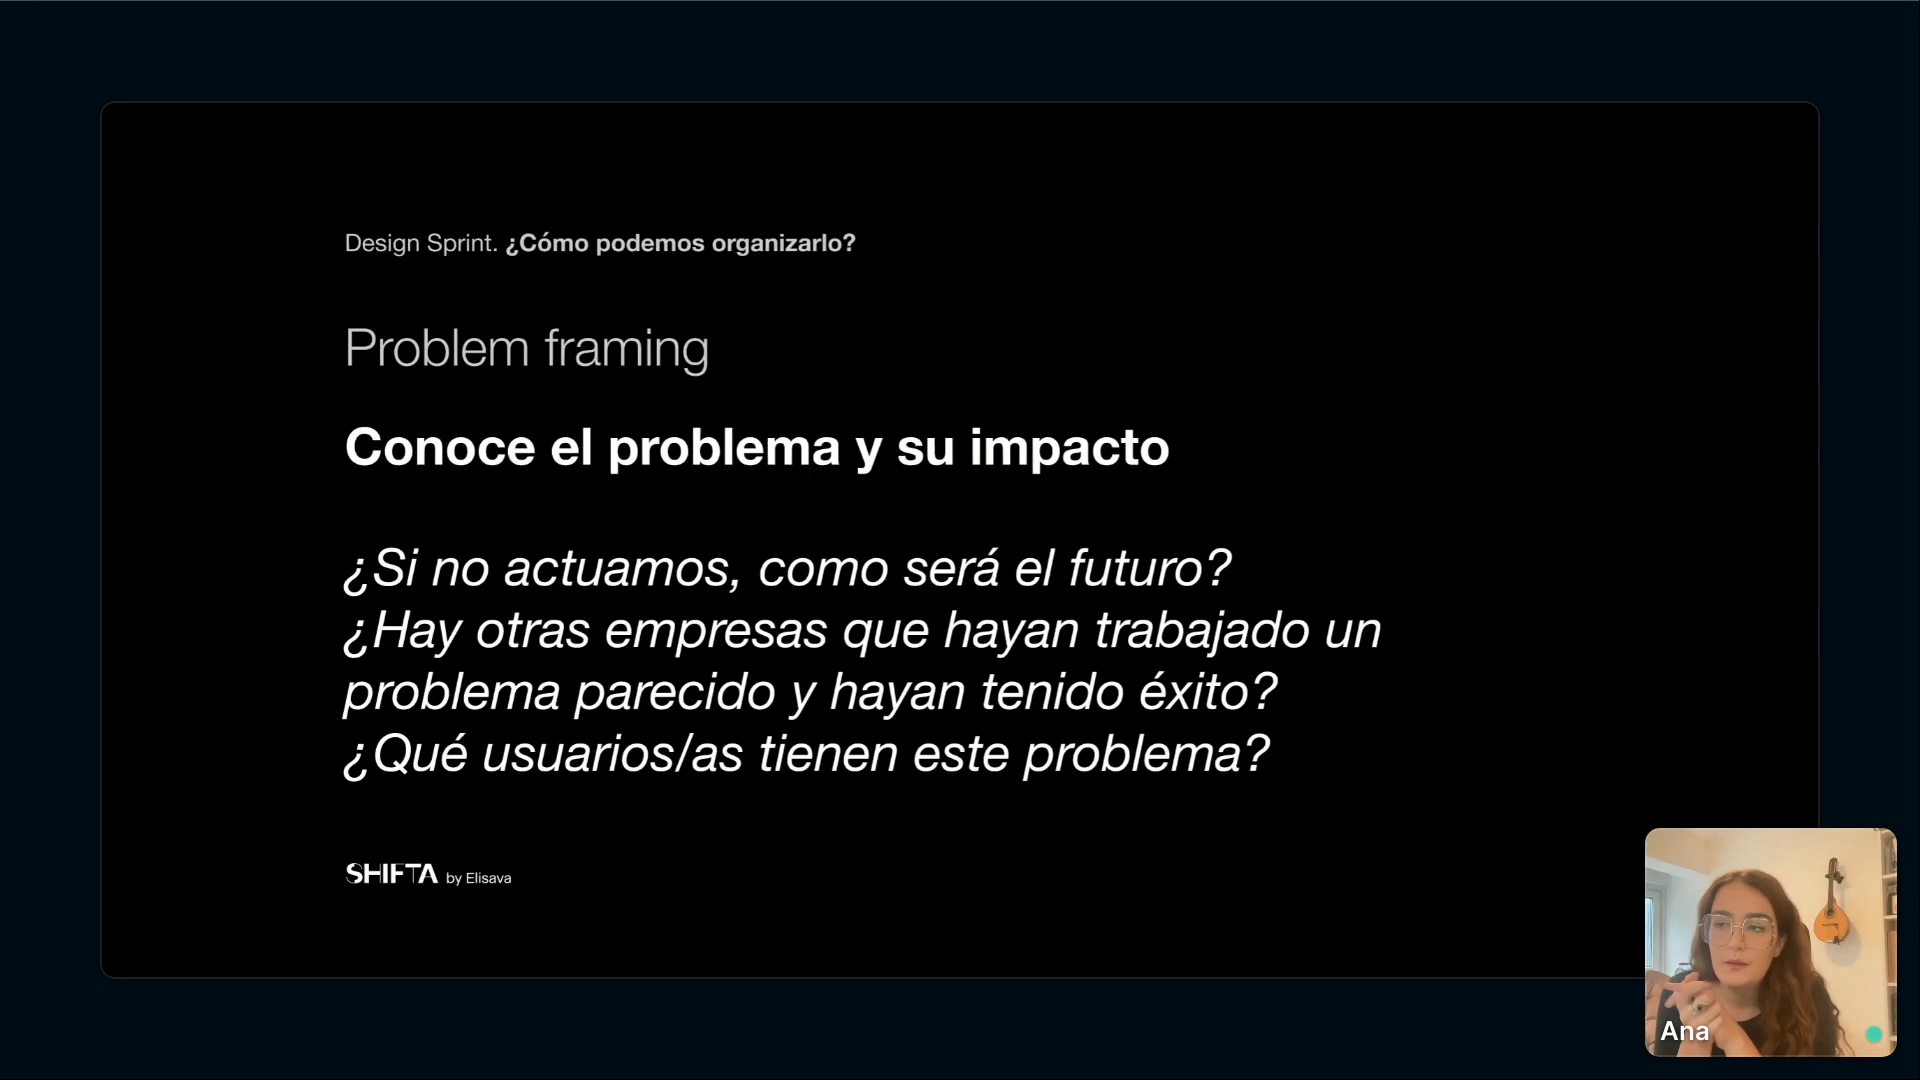 Design Sprint. ¿Cómo podemos organizarlo?
Problem framing
Conoce el problema y su impacto
¿Si no actuamos, como será el futuro?
¿Hay otras empresas que hayan trabajado un
problema parecido y hayan tenido éxito?
¿Qué usuarios/as tienen este problema?
SHIFTA by Elisava
Ana